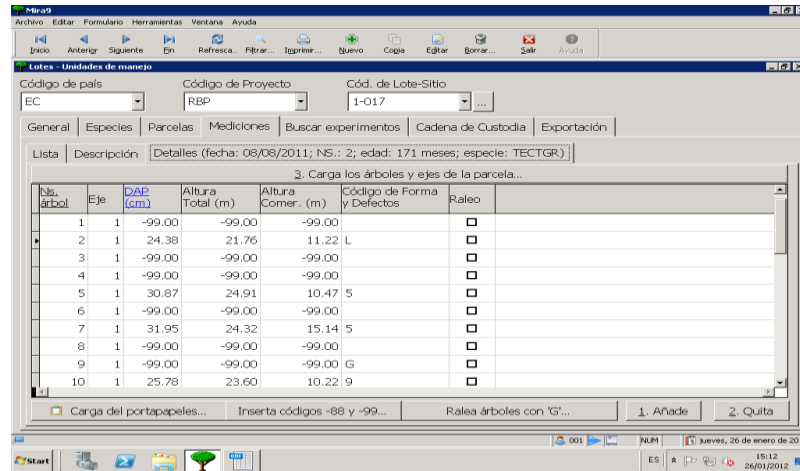 Mira9
Archivo Editar Formulario Herramientas Ventana Ayuda
Inicio Anterior Siguiente Fin Refresca... Filtrar... Imprimir... Nuevo Copia Editar Borrar... Salir Ayuda
Lotes - Unidades de manejo
Código de país Código de Proyecto Cód. de Lote-Sitio
EC RBP 1-017 ...
General Especies Parcelas Mediciones Buscar experimentos Cadena de Custodia Exportación
Lista Descripción Detalles (fecha: 08/08/2011; NS.: 2; edad: 171 meses; especie: TECTGR)
3. Carga los árboles y ejes de la parcela...
Ns. árbol Eje DAP (cm) Altura Total (m) Altura Comer. (m) Código de Forma y Defectos Raleo
1 1 -99.00 -99.00 -99.00
2 1 24.38 21.76 11.22 L
3 1 -99.00 -99.00 -99.00
4 1 -99.00 -99.00 -99.00
5 1 30.87 24.91 10.47 5
6 1 -99.00 -99.00 -99.00
7 1 31.95 24.32 15.14 5
8 1 -99.00 -99.00 -99.00
9 1 -99.00 -99.00 -99.00 G
10 1 25.78 23.60 10.22 9
Carga del portapapeles... Inserta códigos -88 y -99... Ralea árboles con 'G'... 1. Añade 2. Quita
001 NUM jueves, 26 de enero de 20
Start ES 15:12
26/01/2012